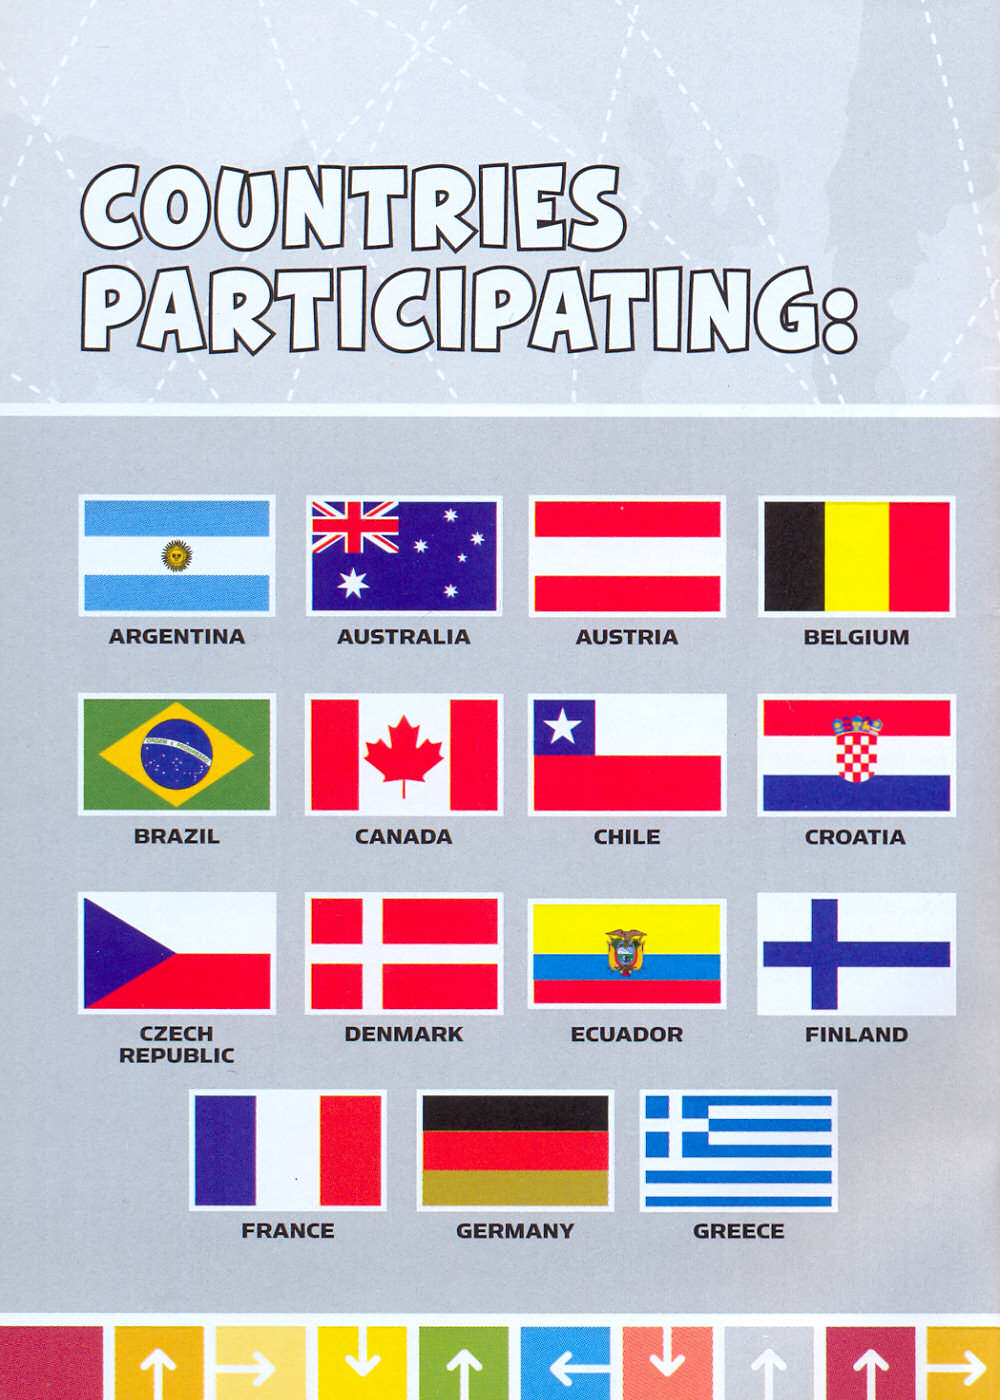 COUNTRIES
PARTICIPATING:
ARGENTINA
AUSTRALIA
AUSTRIA
BELGIUM
BRAZIL
CANADA
CHILE
CROATIA
CZECH
REPUBLIC
DENMARK
ECUADOR
FINLAND
FRANCE
GERMANY
GREECE